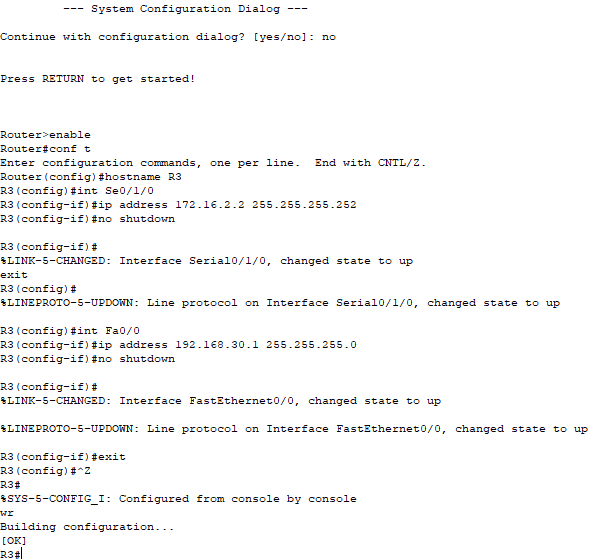 --- System Configuration Dialog ---
Continue with configuration dialog? [yes/no]: no
Press RETURN to get started!
Router>enable
Router#conf t
Enter configuration commands, one per line.  End with CNTL/Z.
Router(config)#hostname R3
R3(config)#int Se0/1/0
R3(config-if)#ip address 172.16.2.2 255.255.255.252
R3(config-if)#no shutdown
R3(config-if)#
%LINK-5-CHANGED: Interface Serial0/1/0, changed state to up
exit
R3(config)#
%LINEPROTO-5-UPDOWN: Line protocol on Interface Serial0/1/0, changed state to up
R3(config)#int Fa0/0
R3(config-if)#ip address 192.168.30.1 255.255.255.0
R3(config-if)#no shutdown
R3(config-if)#
%LINK-5-CHANGED: Interface FastEthernet0/0, changed state to up
%LINEPROTO-5-UPDOWN: Line protocol on Interface FastEthernet0/0, changed state to up
R3(config-if)#exit
R3(config)#^Z
R3#
%SYS-5-CONFIG_I: Configured from console by console
wr
Building configuration...
[OK]
R3#